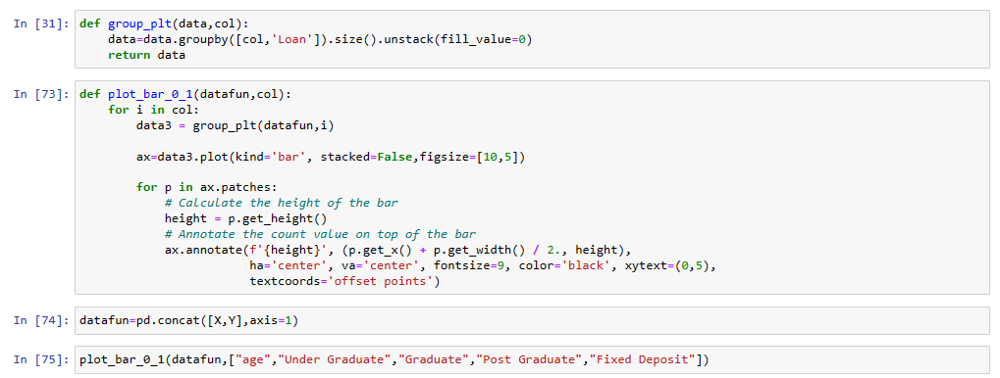 In [31]: def group_plt(data,col):
    data=data.groupby([col,'Loan']).size().unstack(fill_value=0)
    return data
In [73]: def plot_bar_0_1(datafun,col):
    for i in col:
        data3 = group_plt(datafun,i)
        ax=data3.plot(kind='bar', stacked=False,figsize=[10,5])
        for p in ax.patches:
            # Calculate the height of the bar
            height = p.get_height()
            # Annotate the count value on top of the bar
            ax.annotate(f'{height}', (p.get_x() + p.get_width() / 2., height),
                        ha='center', va='center', fontsize=9, color='black', xytext=(0,5),
                        textcoords='offset points')
In [74]: datafun=pd.concat([X,Y],axis=1)
In [75]: plot_bar_0_1(datafun,["age","Under Graduate","Graduate","Post Graduate","Fixed Deposit"])